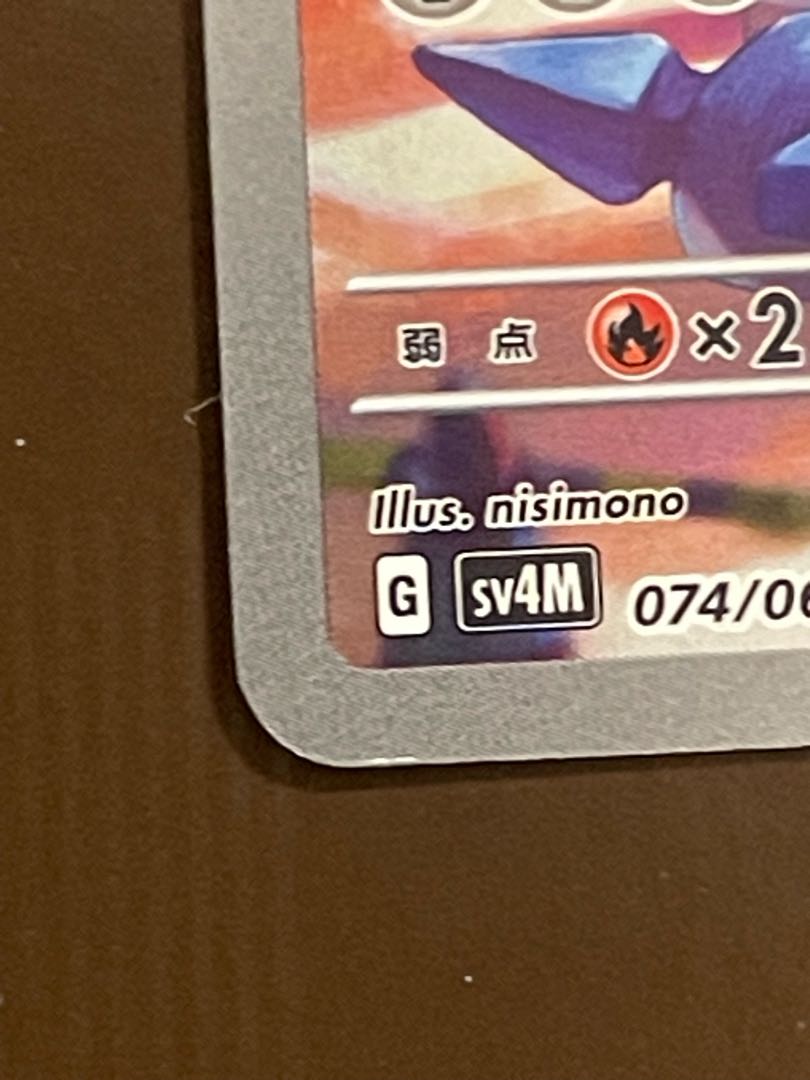 弱 点 ×2
Illus. nisimono
G SV4M 074/06